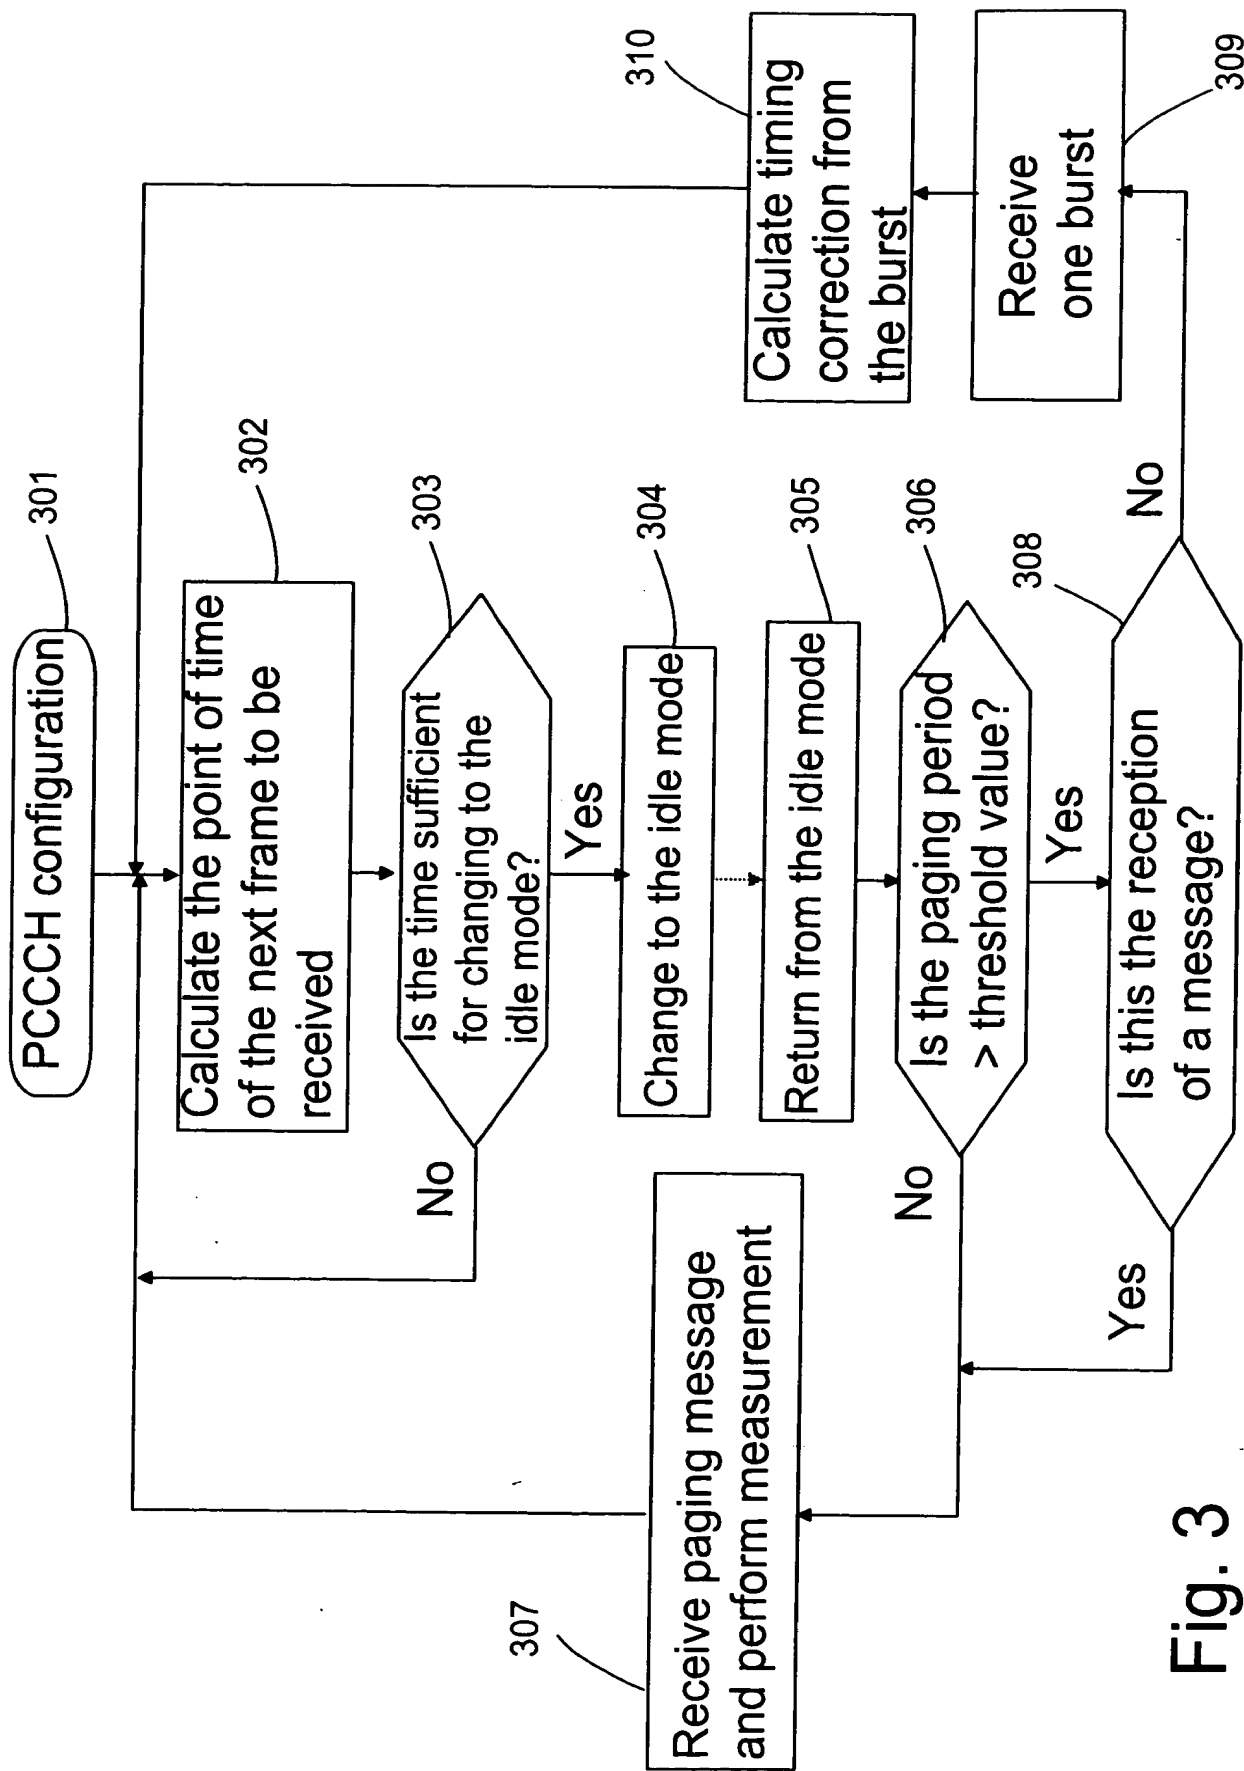 PCCCH configuration
301
Calculate the point of time
of the next frame to be
received
302
Is the time sufficient
for changing to the
idle mode?
303
No
Yes
Change to the idle mode
304
Return from the idle mode
305
Is the paging period
> threshold value?
306
No
Yes
Receive paging message
and perform measurement
307
Is this the reception
of a message?
308
Yes
No
Receive
one burst
309
Calculate timing
correction from
the burst
310
Fig. 3